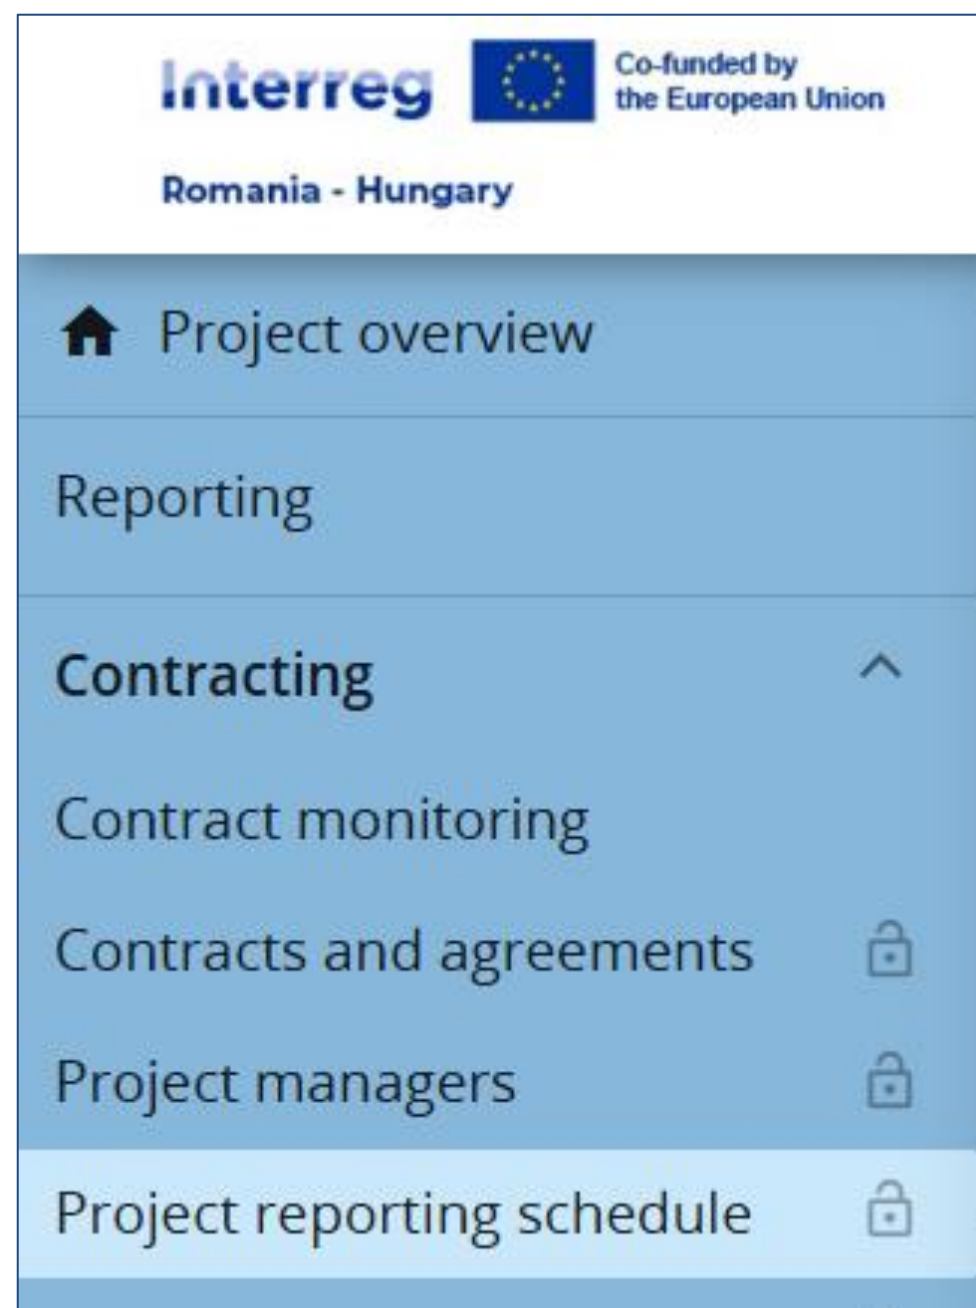 Interreg
Co-funded by
the European Union
Romania - Hungary
Project overview
Reporting
Contracting
Contract monitoring
Contracts and agreements
Project managers
Project reporting schedule